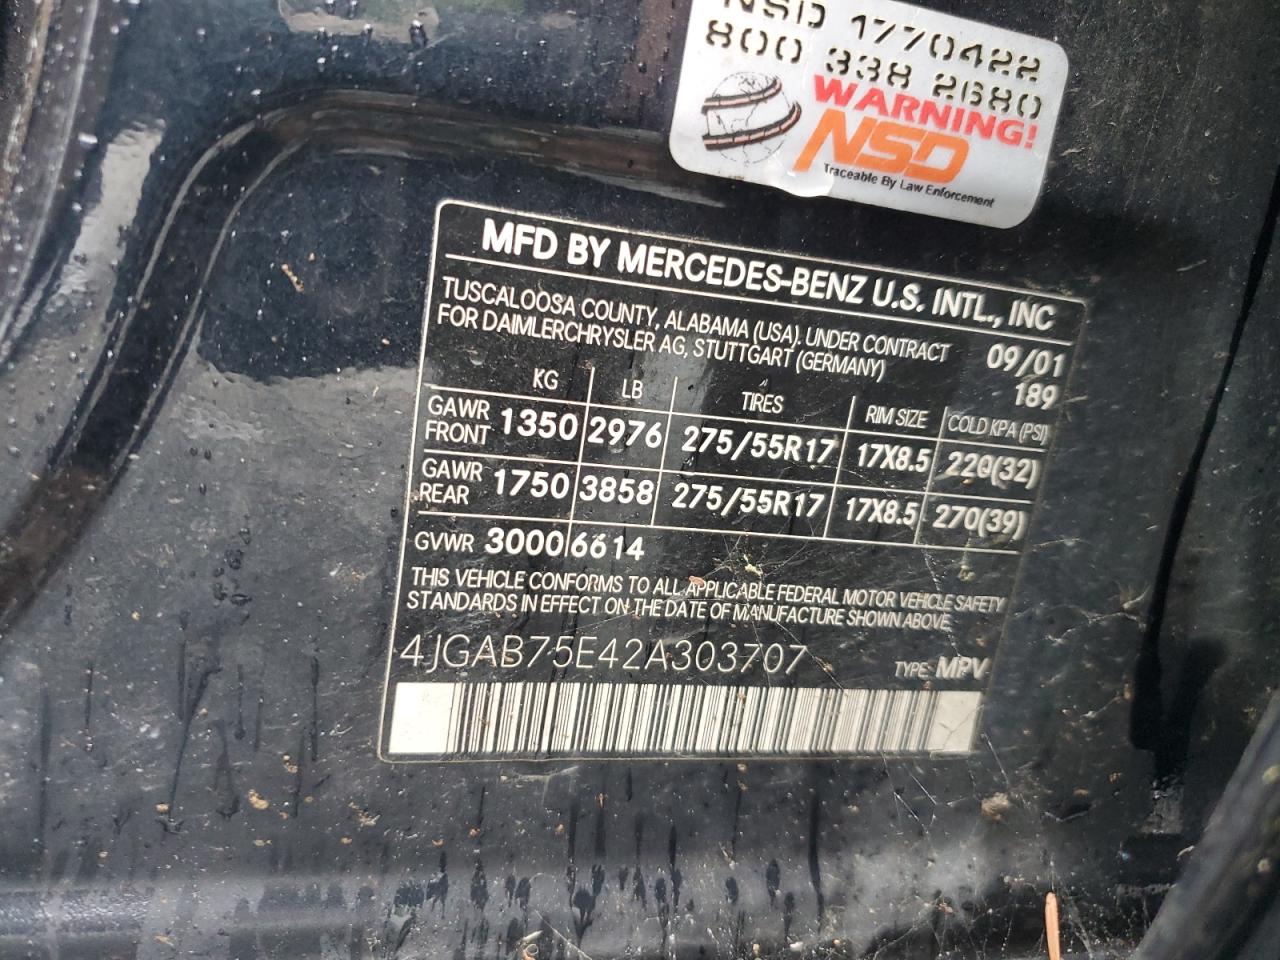 NSD 1770422
800 338 2680
WARNING!
NSD
Traceable By Law Enforcement
MFD BY MERCEDES-BENZ U.S. INTL., INC
TUSCALOOSA COUNTY, ALABAMA (USA). UNDER CONTRACT
FOR DAIMLERCHRYSLER AG, STUTTGART (GERMANY)
09/01
189
KG LB TIRES RIM SIZE COLD KPA (PSI)
GAWR FRONT 1350 2976 275/55R17 17X8.5 220(32)
GAWR REAR 1750 3858 275/55R17 17X8.5 270(39)
GVWR 3000 6614
THIS VEHICLE CONFORMS TO ALL APPLICABLE FEDERAL MOTOR VEHICLE SAFETY
STANDARDS IN EFFECT ON THE DATE OF MANUFACTURE SHOWN ABOVE.
4JGAB75E42A303707 TYPE: MPV